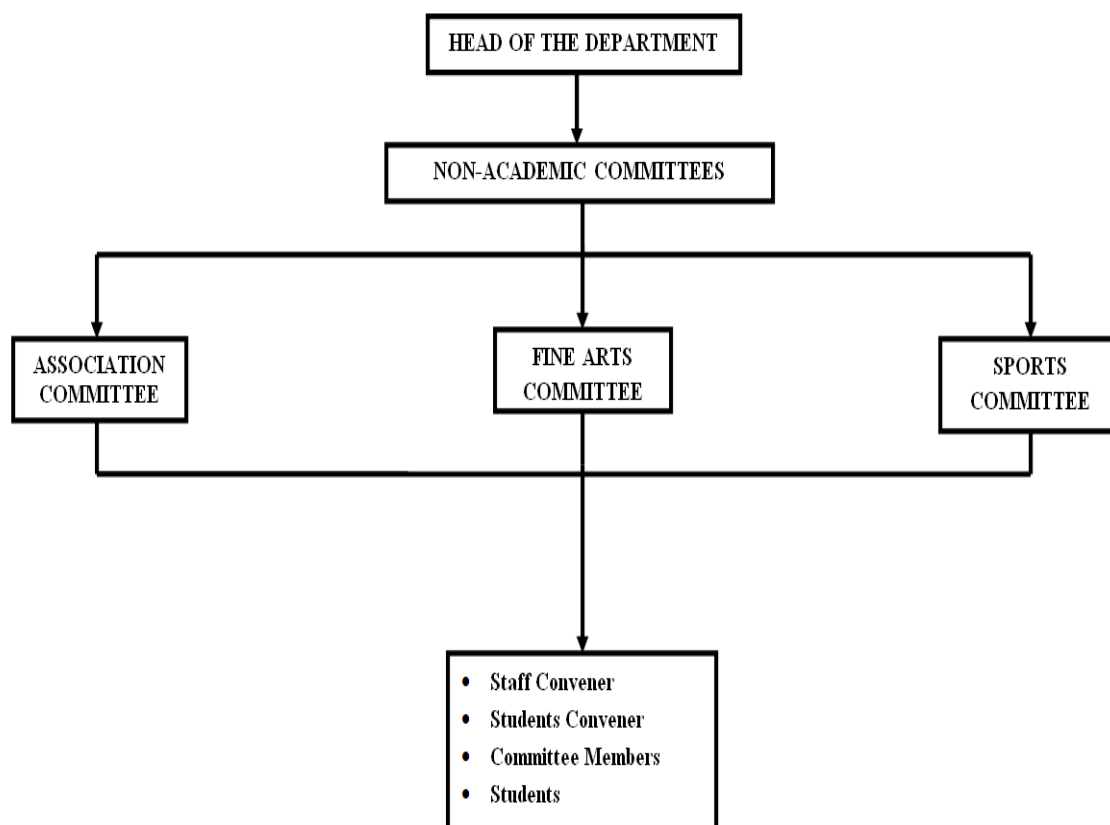 HEAD OF THE DEPARTMENT
NON-ACADEMIC COMMITTEES
ASSOCIATION
COMMITTEE
FINE ARTS
COMMITTEE
SPORTS
COMMITTEE
• Staff Convener
• Students Convener
• Committee Members
• Students